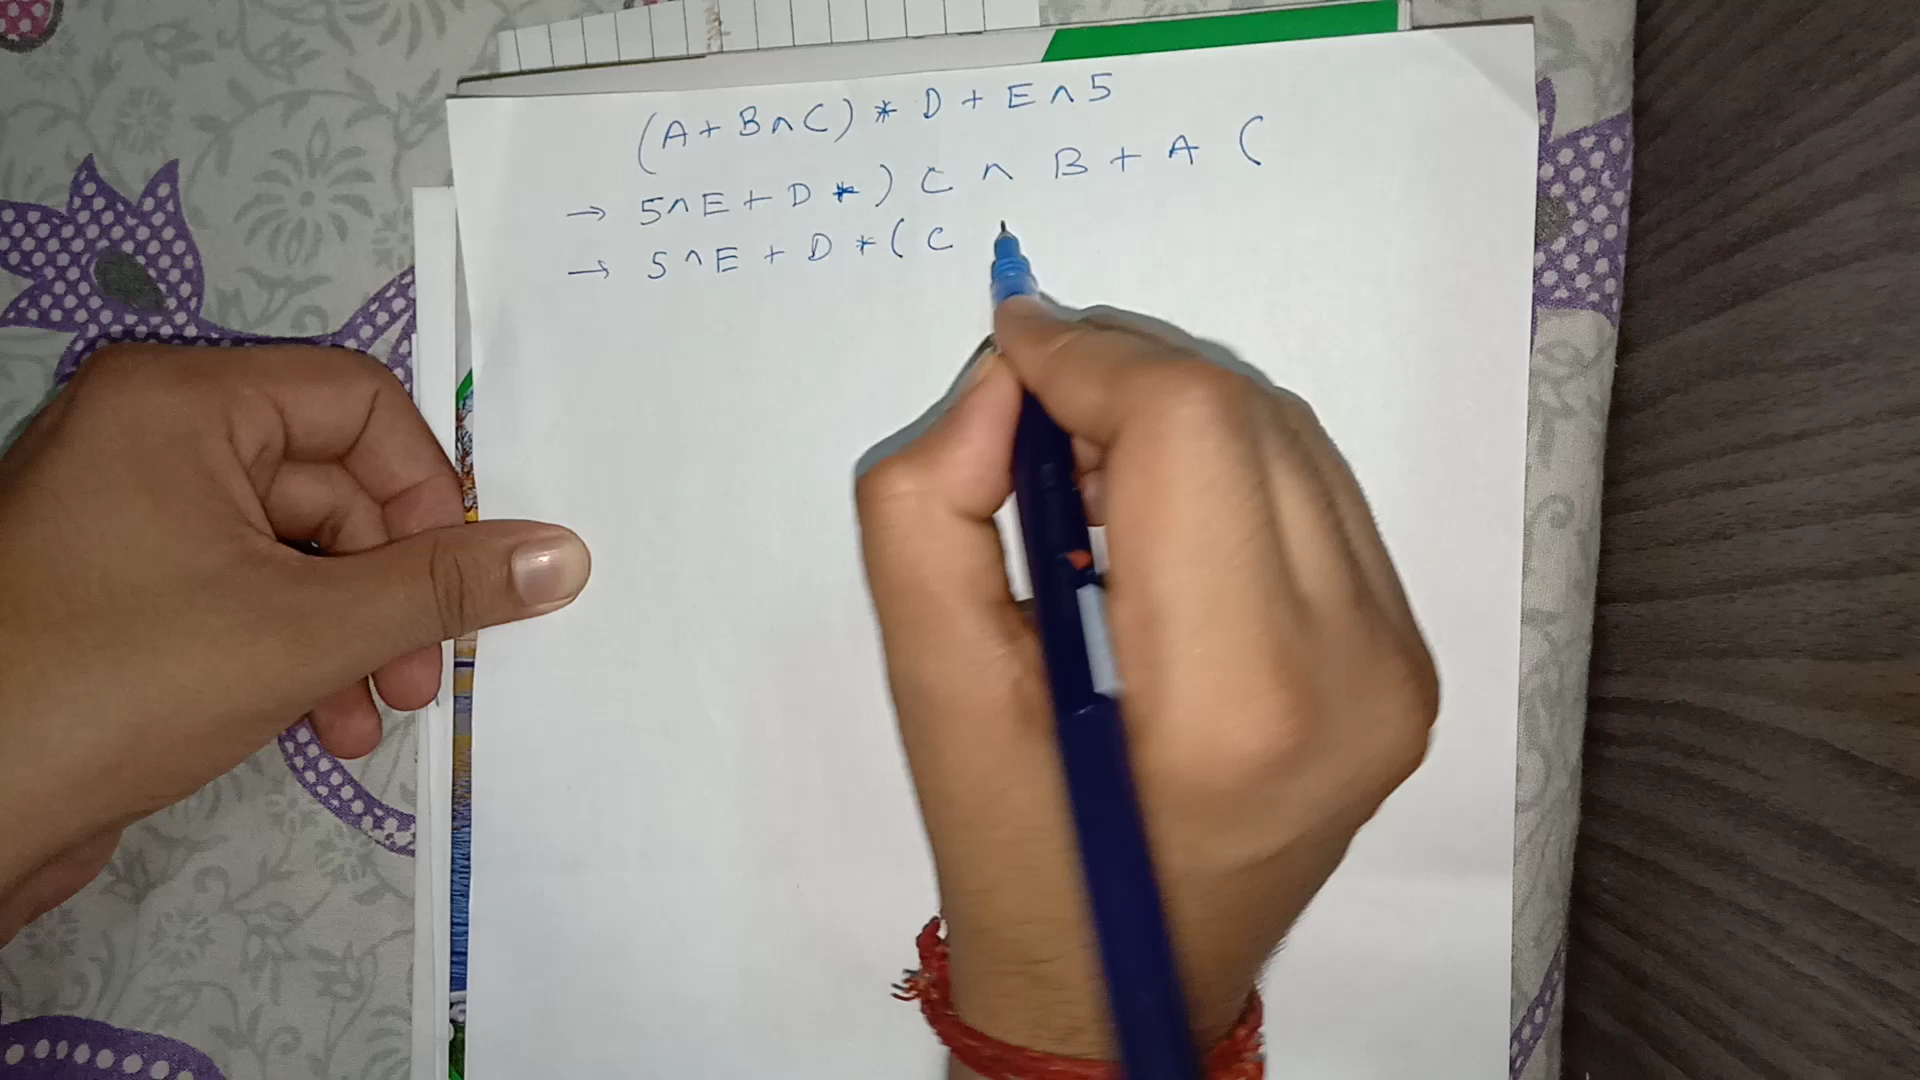 (A+B∧C)* D + E∧5
→ 5∧E+D*) C ∧ B + A (
→ 5∧E + D *( C